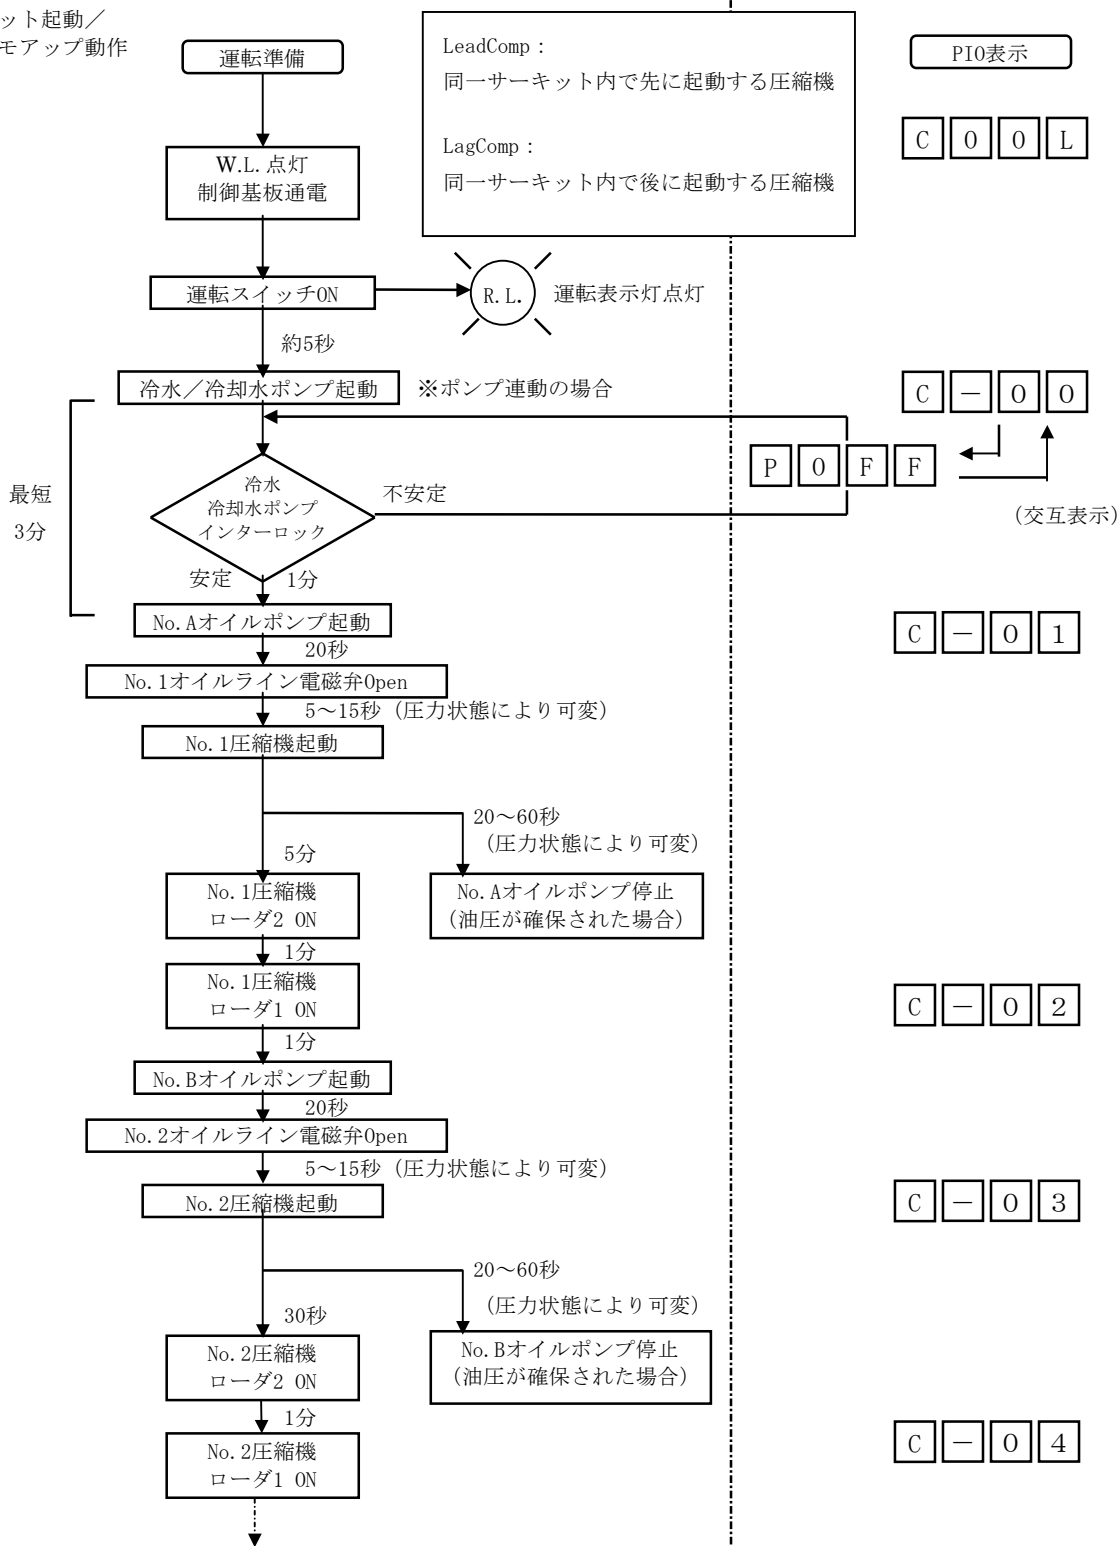 ット起動／
モアップ動作
運転準備
LeadComp：
同一サーキット内で先に起動する圧縮機
LagComp：
同一サーキット内で後に起動する圧縮機
PIO表示
C O O L
W.L.点灯
制御基板通電
運転スイッチON
R.L.
運転表示灯点灯
約5秒
冷水／冷却水ポンプ起動
※ポンプ連動の場合
C － 0 0
P O F F
(交互表示)
最短
3分
冷水
冷却水ポンプ
インターロック
不安定
安定
1分
No.Aオイルポンプ起動
C － 0 1
20秒
No.1オイルライン電磁弁Open
5～15秒 (圧力状態により可変)
No.1圧縮機起動
20～60秒
(圧力状態により可変)
5分
No.1圧縮機
ローダ2 ON
No.Aオイルポンプ停止
(油圧が確保された場合)
1分
No.1圧縮機
ローダ1 ON
C － 0 2
1分
No.Bオイルポンプ起動
20秒
No.2オイルライン電磁弁Open
5～15秒 (圧力状態により可変)
No.2圧縮機起動
C － 0 3
20～60秒
(圧力状態により可変)
30秒
No.2圧縮機
ローダ2 ON
No.Bオイルポンプ停止
(油圧が確保された場合)
1分
No.2圧縮機
ローダ1 ON
C － 0 4